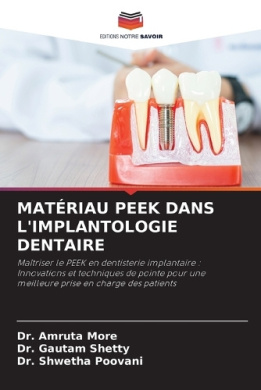 EDITIONS NOTRE SAVOIR
MATÉRIAU PEEK DANS
L'IMPLANTOLOGIE
DENTAIRE
Maîtriser le PEEK en dentisterie implantaire :
Innovations et techniques de pointe pour une
meilleure prise en charge des patients
Dr. Amruta More
Dr. Gautam Shetty
Dr. Shwetha Poovani